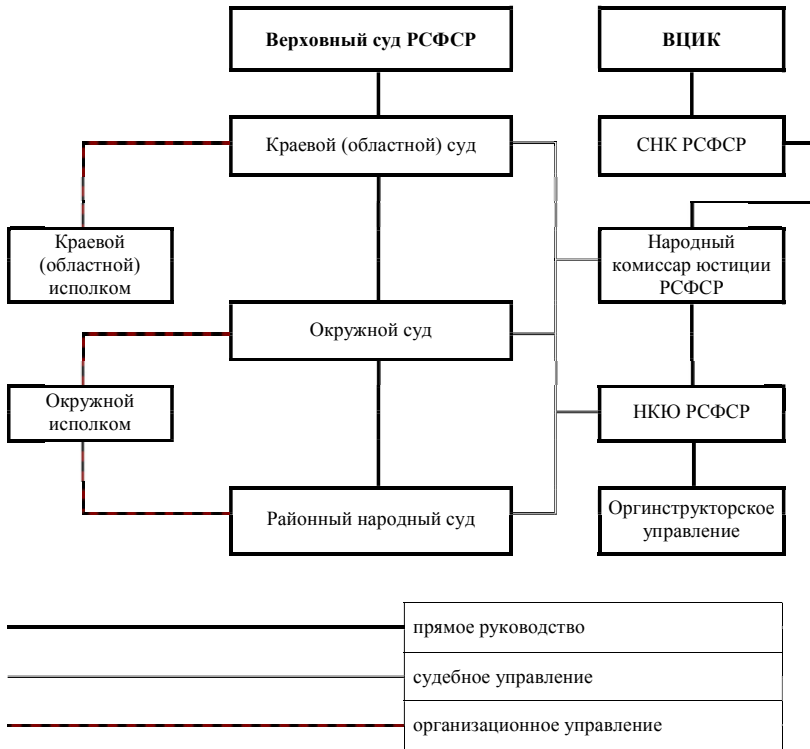 Верховный суд РСФСР
ВЦИК
Краевой (областной) суд
СНК РСФСР
Краевой
(областной)
исполком
Народный
комиссар юстиции
РСФСР
Окружной суд
Окружной
исполком
НКЮ РСФСР
Районный народный суд
Оргинструкторское
управление
прямое руководство
судебное управление
организационное управление